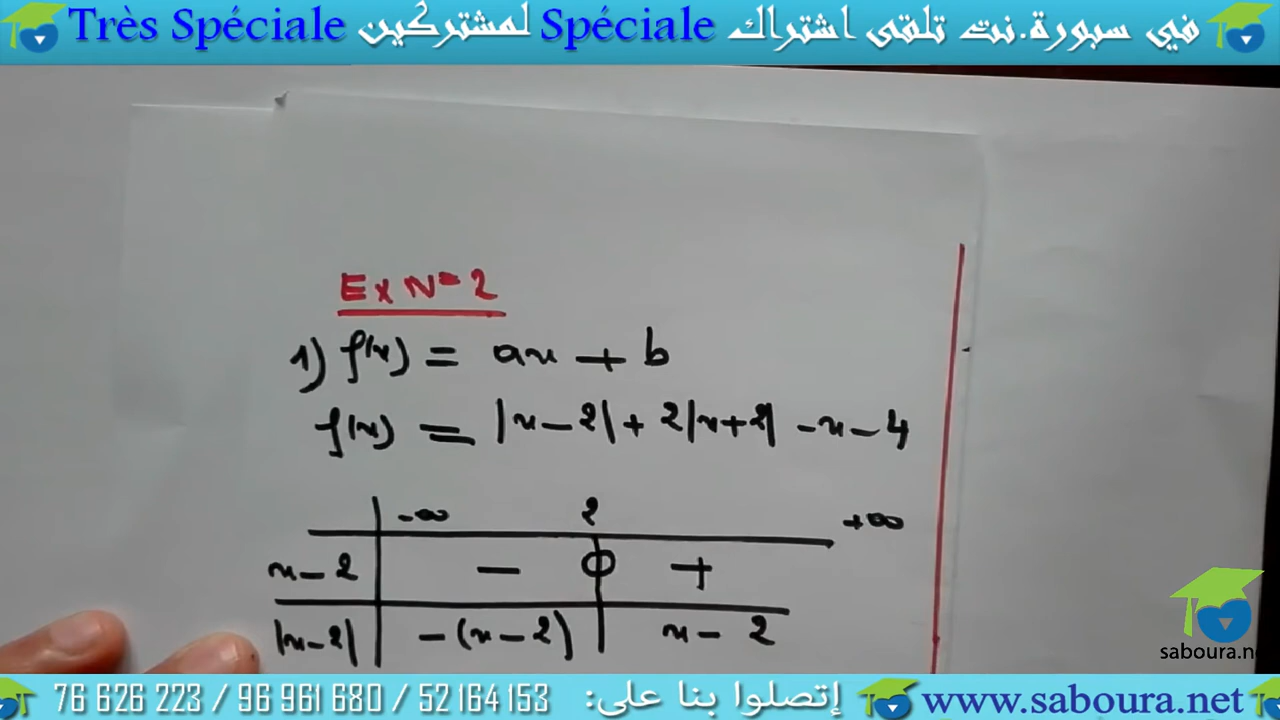 في سبورة.نت تلقى اشتراك Spéciale لمشتركين Très Spéciale
Ex N=2
1) f(x) = ax + b
f(x) = |x-2| + 2|x+2| -x-4
-∞ 2 +∞
x-2 - 0 +
|x-2| -(x-2) x-2
saboura.ne
76 626 223 / 96 961 680 / 52 164 153 إتصلوا بنا على: www.saboura.net